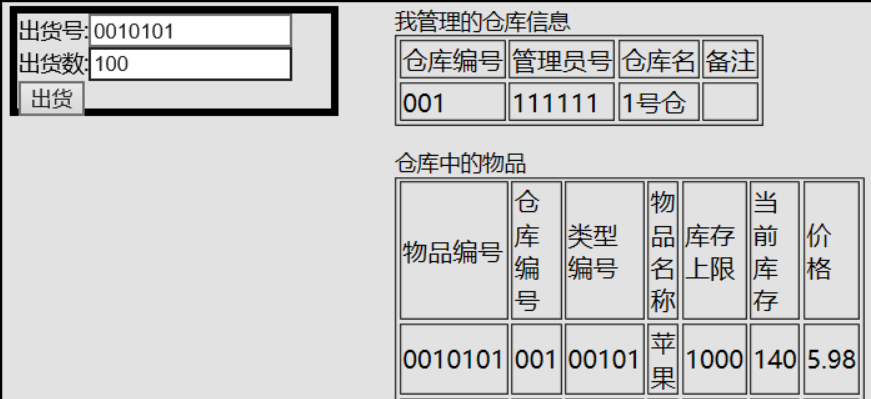 出货号:0010101
出货数:100
出货
我管理的仓库信息
仓库编号 管理员号 仓库名 备注
001 111111 1号仓
仓库中的物品
物品编号 仓库编号 类型编号 物品名称 库存上限 当前库存 价格
0010101 001 00101 苹果 1000 140 5.98